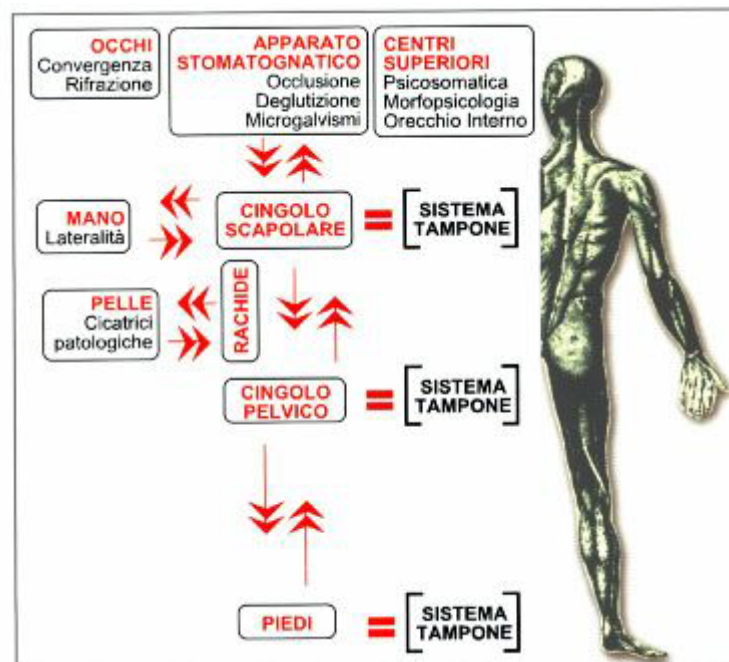 OCCHI
Convergenza
Rifrazione
APPARATO
STOMATOGNATICO
Occlusione
Deglutizione
Microgalvismi
CENTRI
SUPERIORI
Psicosomatica
Morfopsicologia
Orecchio Interno
MANO
Lateralità
CINGOLO
SCAPOLARE
=
SISTEMA
TAMPONE
PELLE
Cicatrici
patologiche
RACHIDE
CINGOLO
PELVICO
=
SISTEMA
TAMPONE
PIEDI
=
SISTEMA
TAMPONE